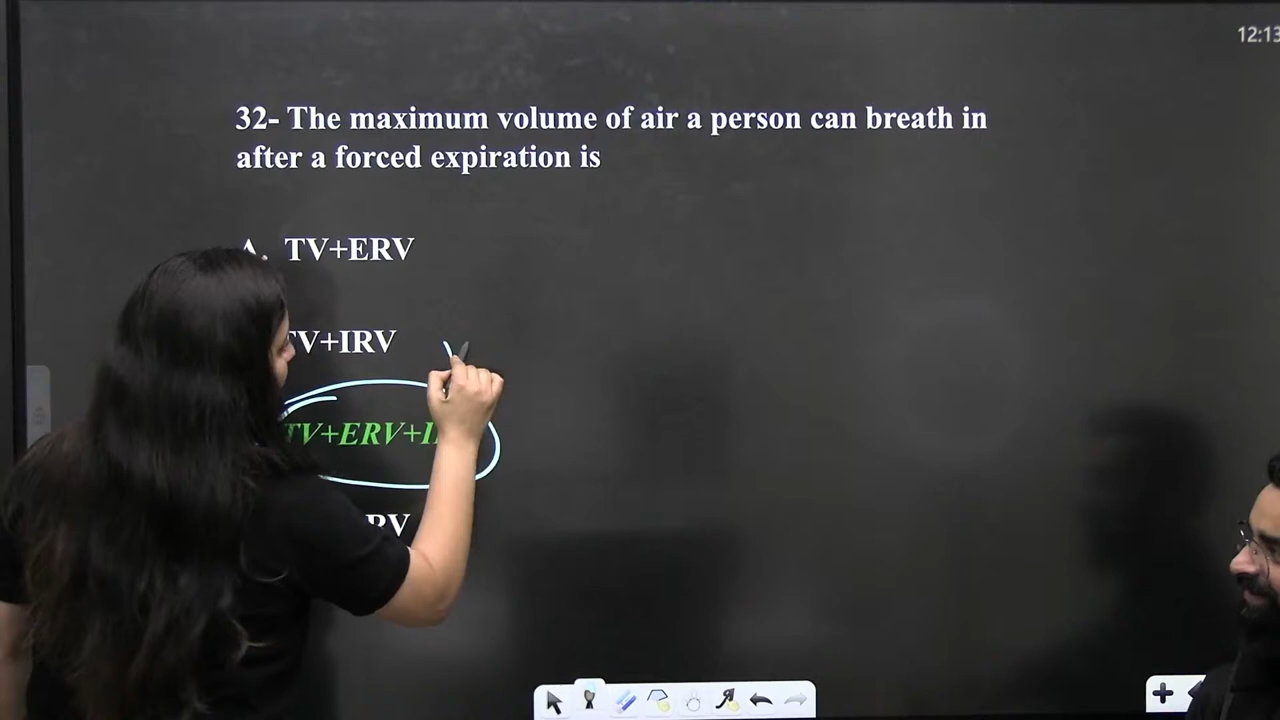 12:13
32- The maximum volume of air a person can breath in
after a forced expiration is
A. TV+ERV
TV+IRV
TV+ERV+